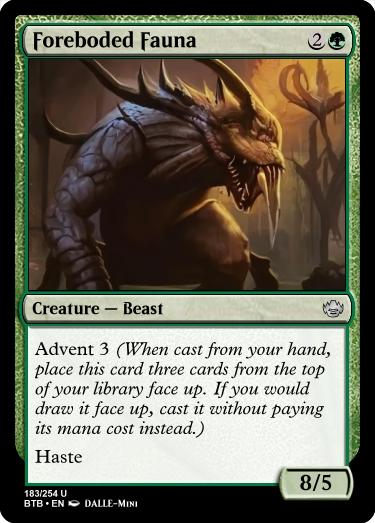 Foreboded Fauna 2
Creature — Beast
Advent 3 (When cast from your hand,
place this card three cards from the top
of your library face up. If you would
draw it face up, cast it without paying
its mana cost instead.)
Haste
8/5
183/254 U
BTB • EN DALLE-Mini